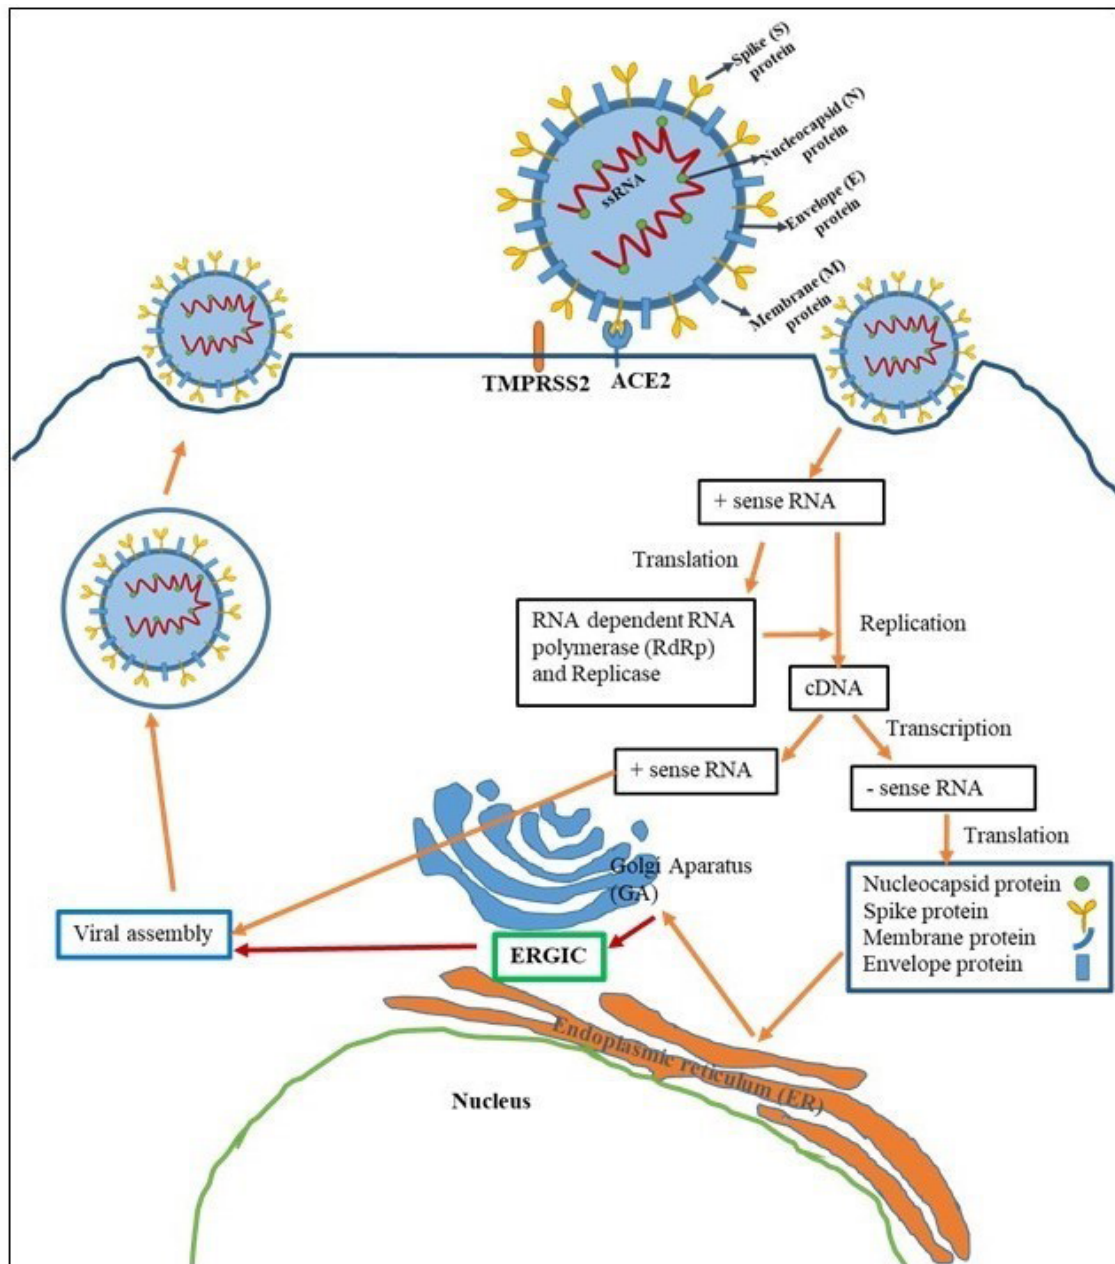 Spike (S)
protein
Nucleocapsid (N)
protein
ssRNA
Envelope (E)
protein
Membrane (M)
protein
TMPRSS2
ACE2
+ sense RNA
Translation
RNA dependent RNA
polymerase (RdRp)
and Replicase
Replication
cDNA
Transcription
+ sense RNA
- sense RNA
Translation
Golgi Aparatus
(GA)
Nucleocapsid protein
Spike protein
Membrane protein
Envelope protein
Viral assembly
ERGIC
Endoplasmic reticulum (ER)
Nucleus